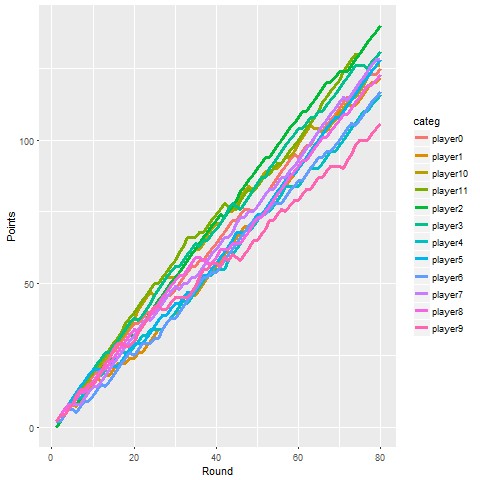 100
50
0
Points
0
20
40
60
80
Round
categ
player0
player1
player10
player11
player2
player3
player4
player5
player6
player7
player8
player9